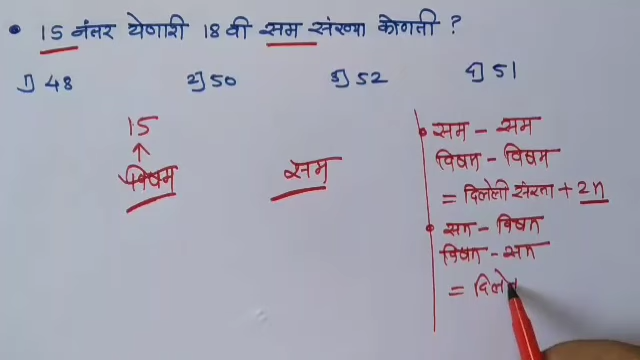 • 15 नंतर येणारी 18 वी सम संख्या कोणती ?
1) 48 2) 50 3) 52 4) 51
15
↑
विषम सम
• सम - सम
विषम - विषम
= दिलेली संख्या + 2n
• सम - विषम
विषम - सम
= दिले